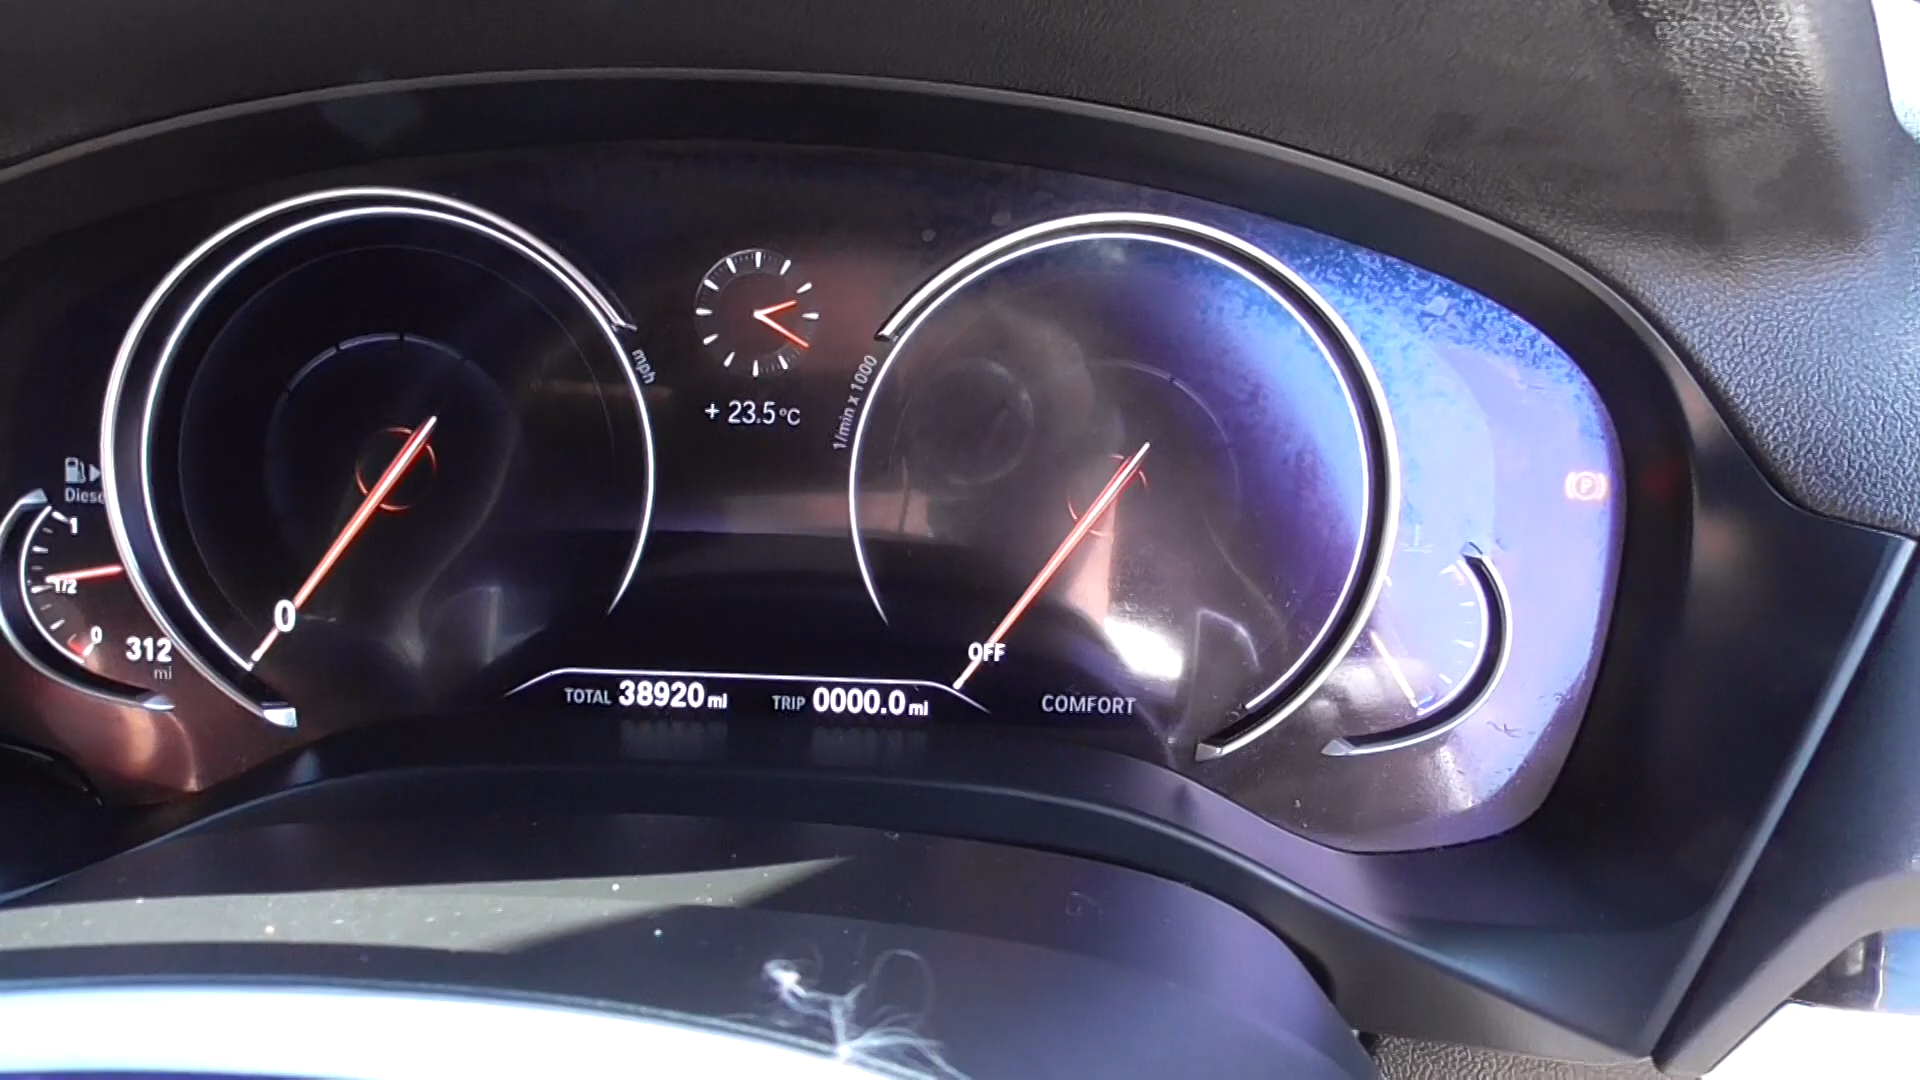 mph
+ 23.5 °C
1/min x 1000
1
1/2
0
312
mi
0
OFF
TOTAL 38920 mi
TRIP 0000.0 mi
COMFORT
(P)